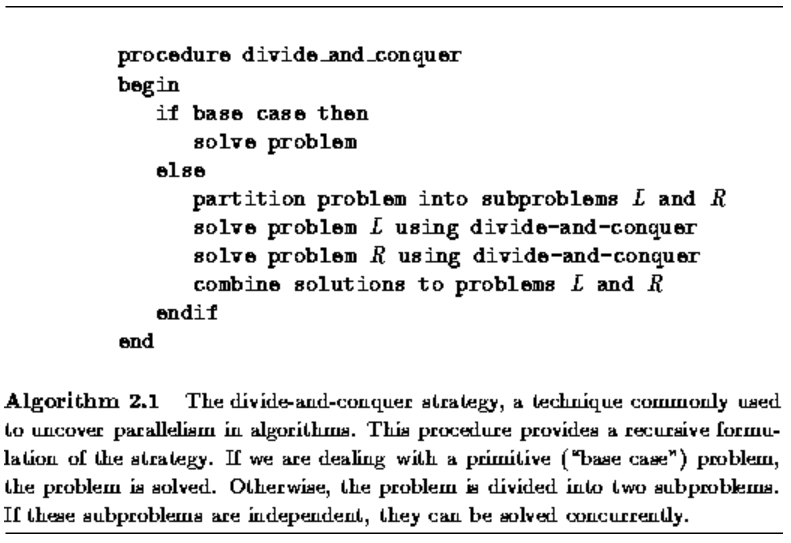 procedure divide_and_conquer
begin
if base case then
solve problem
else
partition problem into subproblems L and R
solve problem L using divide-and-conquer
solve problem R using divide-and-conquer
combine solutions to problems L and R
endif
end
Algorithm 2.1 The divide-and-conquer strategy, a technique commonly used
to uncover parallelism in algorithms. This procedure provides a recursive formu-
lation of the strategy. If we are dealing with a primitive ("base case") problem,
the problem is solved. Otherwise, the problem is divided into two subproblems.
If these subproblems are independent, they can be solved concurrently.